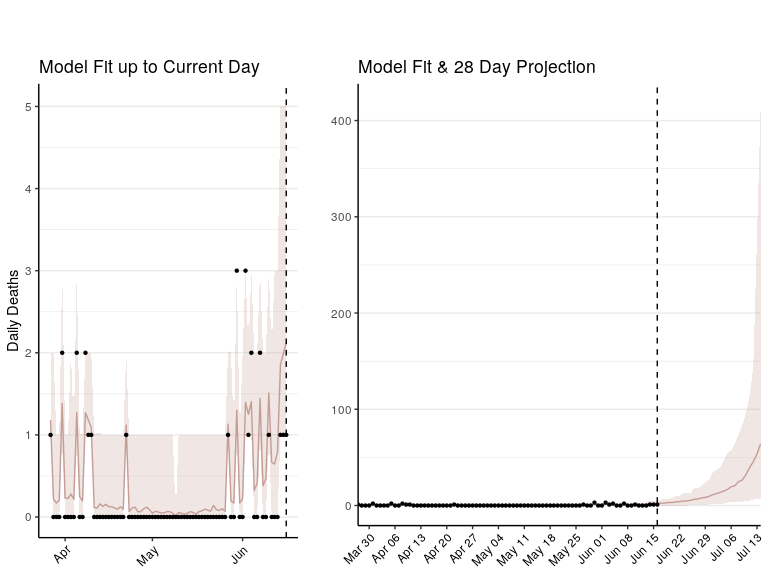 Model Fit up to Current Day
Model Fit & 28 Day Projection
Daily Deaths
5
4
3
2
1
0
Apr
May
Jun
400
300
200
100
0
Mar 30
Apr 06
Apr 13
Apr 20
Apr 27
May 04
May 11
May 18
May 25
Jun 01
Jun 08
Jun 15
Jun 22
Jun 29
Jul 06
Jul 13